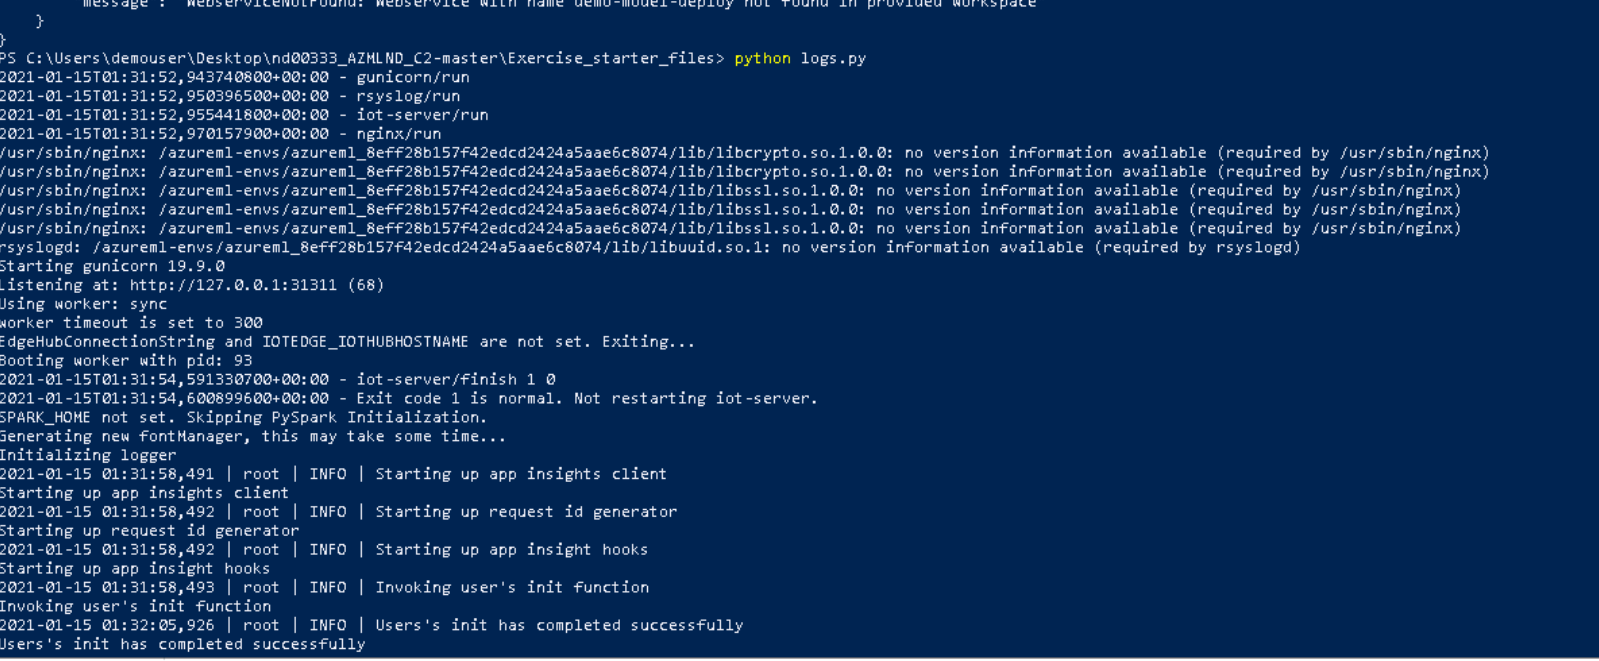 message": "WebserviceNotFound: Webservice with name demo-model-deploy not found in provided workspace
}
}
PS C:\Users\demouser\Desktop\nd00333_AZMLND_C2-master\Exercise_starter_files> python logs.py
2021-01-15T01:31:52,943740800+00:00 - gunicorn/run
2021-01-15T01:31:52,950396500+00:00 - rsyslog/run
2021-01-15T01:31:52,955441800+00:00 - iot-server/run
2021-01-15T01:31:52,970157900+00:00 - nginx/run
/usr/sbin/nginx: /azureml-envs/azureml_8eff28b157f42edcd2424a5aae6c8074/lib/libcrypto.so.1.0.0: no version information available (required by /usr/sbin/nginx)
/usr/sbin/nginx: /azureml-envs/azureml_8eff28b157f42edcd2424a5aae6c8074/lib/libcrypto.so.1.0.0: no version information available (required by /usr/sbin/nginx)
/usr/sbin/nginx: /azureml-envs/azureml_8eff28b157f42edcd2424a5aae6c8074/lib/libssl.so.1.0.0: no version information available (required by /usr/sbin/nginx)
/usr/sbin/nginx: /azureml-envs/azureml_8eff28b157f42edcd2424a5aae6c8074/lib/libssl.so.1.0.0: no version information available (required by /usr/sbin/nginx)
/usr/sbin/nginx: /azureml-envs/azureml_8eff28b157f42edcd2424a5aae6c8074/lib/libssl.so.1.0.0: no version information available (required by /usr/sbin/nginx)
rsyslogd: /azureml-envs/azureml_8eff28b157f42edcd2424a5aae6c8074/lib/libuuid.so.1: no version information available (required by rsyslogd)
Starting gunicorn 19.9.0
Listening at: http://127.0.0.1:31311 (68)
Using worker: sync
worker timeout is set to 300
EdgeHubConnectionString and IOTEDGE_IOTHUBHOSTNAME are not set. Exiting...
Booting worker with pid: 93
2021-01-15T01:31:54,591330700+00:00 - iot-server/finish 1 0
2021-01-15T01:31:54,600899600+00:00 - Exit code 1 is normal. Not restarting iot-server.
SPARK_HOME not set. Skipping PySpark Initialization.
Generating new fontManager, this may take some time...
Initializing logger
2021-01-15 01:31:58,491 | root | INFO | Starting up app insights client
Starting up app insights client
2021-01-15 01:31:58,492 | root | INFO | Starting up request id generator
Starting up request id generator
2021-01-15 01:31:58,492 | root | INFO | Starting up app insight hooks
Starting up app insight hooks
2021-01-15 01:31:58,493 | root | INFO | Invoking user's init function
Invoking user's init function
2021-01-15 01:32:05,926 | root | INFO | Users's init has completed successfully
Users's init has completed successfully